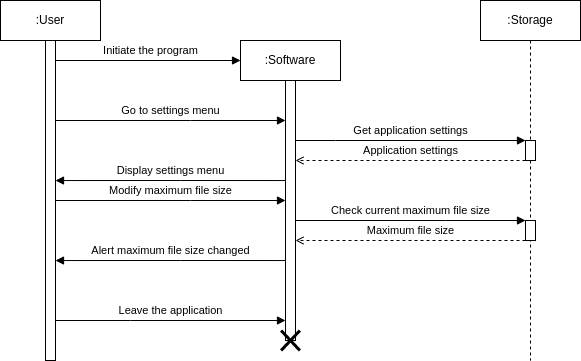 :User
:Storage
:Software
Initiate the program
Go to settings menu
Get application settings
Application settings
Display settings menu
Modify maximum file size
Check current maximum file size
Maximum file size
Alert maximum file size changed
Leave the application